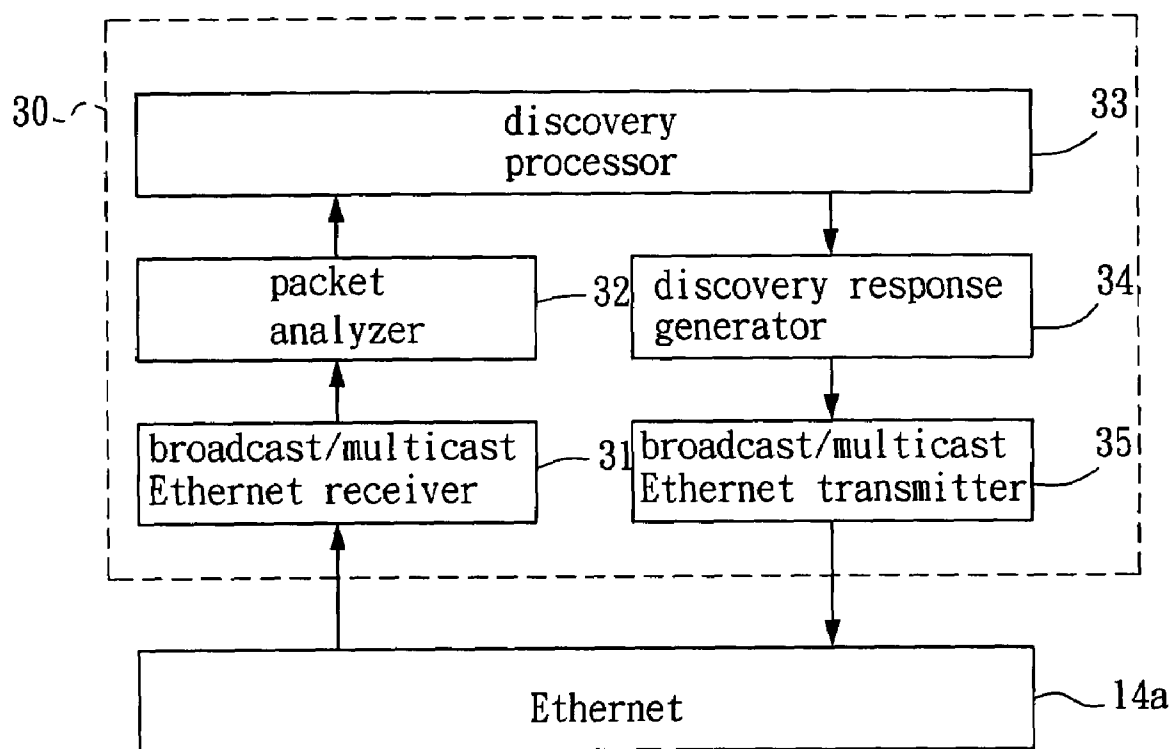 30
discovery
processor
33
packet
analyzer
32
discovery response
generator
34
broadcast/multicast
Ethernet receiver
31
broadcast/multicast
Ethernet transmitter
35
Ethernet
14a